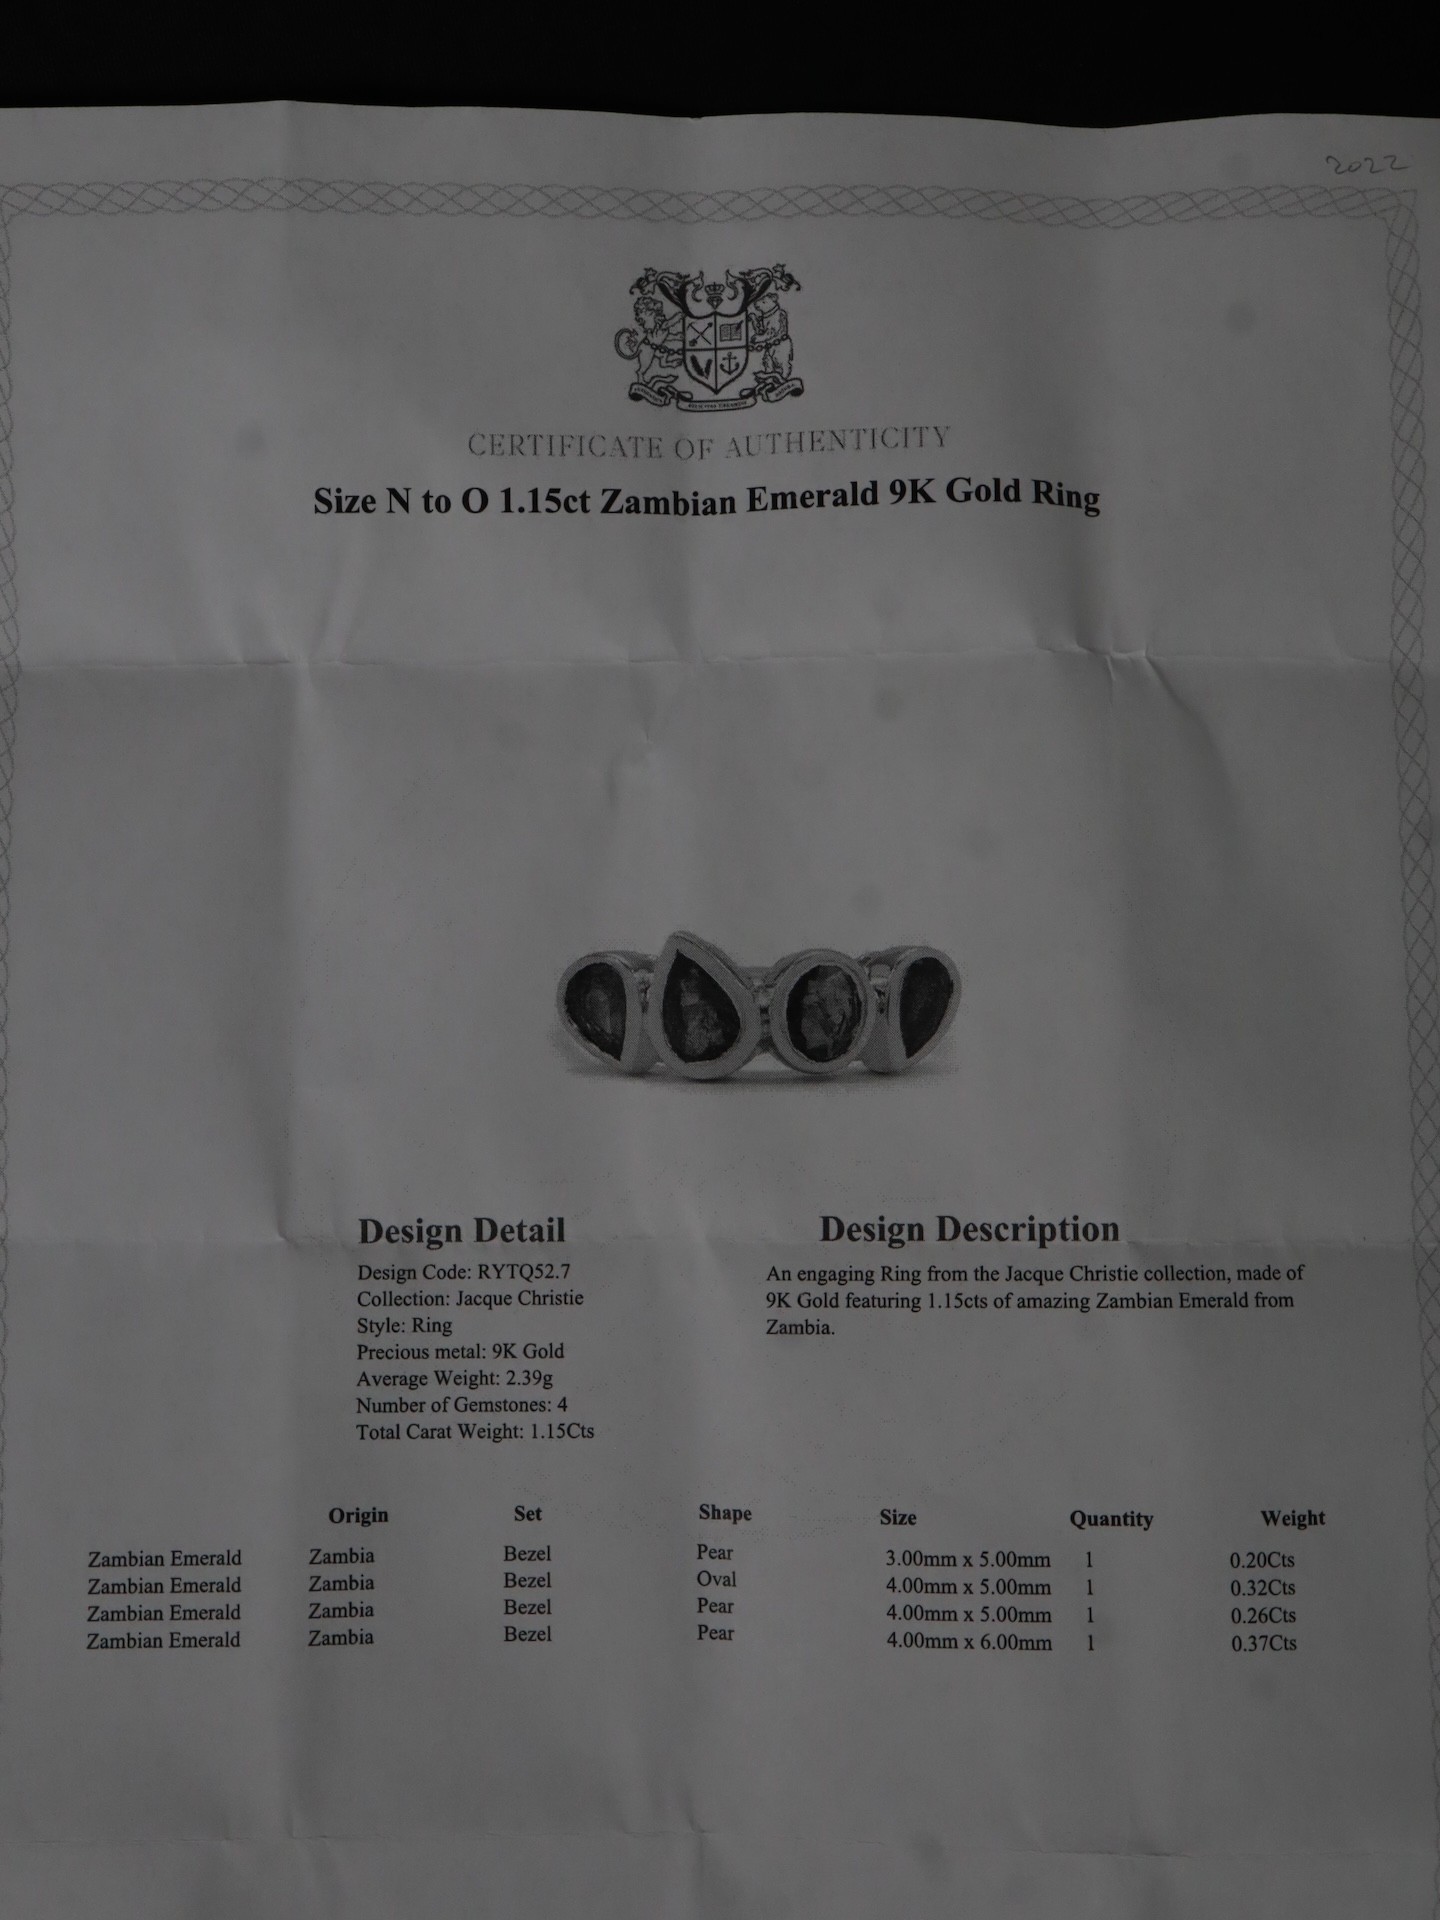 2022
CERTIFICATE OF AUTHENTICITY
Size N to O 1.15ct Zambian Emerald 9K Gold Ring
Design Detail
Design Code: RYTQ52.7
Collection: Jacque Christie
Style: Ring
Precious metal: 9K Gold
Average Weight: 2.39g
Number of Gemstones: 4
Total Carat Weight: 1.15Cts
Design Description
An engaging Ring from the Jacque Christie collection, made of
9K Gold featuring 1.15cts of amazing Zambian Emerald from
Zambia.
Origin Set Shape Size Quantity Weight
Zambian Emerald Zambia Bezel Pear 3.00mm x 5.00mm 1 0.20Cts
Zambian Emerald Zambia Bezel Oval 4.00mm x 5.00mm 1 0.32Cts
Zambian Emerald Zambia Bezel Pear 4.00mm x 5.00mm 1 0.26Cts
Zambian Emerald Zambia Bezel Pear 4.00mm x 6.00mm 1 0.37Cts